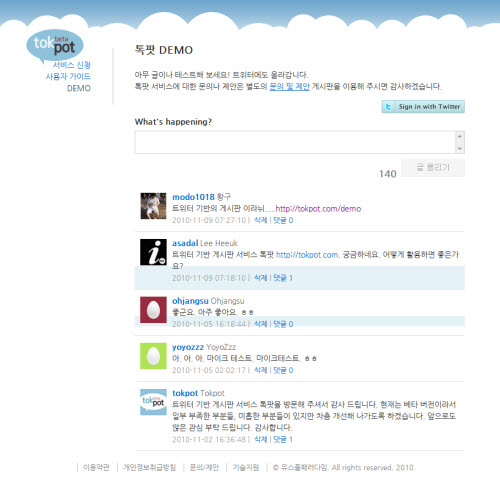 tokbeta
pot
서비스 신청
사용자 가이드
DEMO
톡팟 DEMO
아무 글이나 테스트해 보세요! 트위터에도 올라갑니다.
톡팟 서비스에 대한 문의나 제안은 별도의 문의 및 제안 게시판을 이용해 주시면 감사하겠습니다.
Sign in with Twitter
What's happening?
140 글 올리기
modo1018 황구
트위터 기반의 게시판 이라뉘.....http://tokpot.com/demo
2010-11-09 07:27:10 | 삭제 | 댓글 0
asadal Lee Heeuk
트위터 기반 게시판 서비스 톡팟 http://tokpot.com. 궁금하네요. 어떻게 활용하면 좋은가
요?
2010-11-09 07:18:10 | 삭제 | 댓글 1
ohjangsu Ohjangsu
좋군요. 아주 좋아요. ㅎㅎ
2010-11-05 16:18:44 | 삭제 | 댓글 0
yoyozzz YoyoZzz
아, 아, 아, 마이크 테스트, 마이크테스트, ㅎㅎ
2010-11-05 02:02:17 | 삭제 | 댓글 0
tok
pot
tokpot Tokpot
트위터 기반 게시판 서비스 톡팟을 방문해 주셔서 감사 드립니다. 현재는 베타 버전이라서
일부 부족한 부분들, 미흡한 부분들이 있지만 차츰 개선해 나가도록 하겠습니다. 앞으로도
많은 관심 부탁 드립니다. 감사합니다.
2010-11-02 16:36:48 | 삭제 | 댓글 1
이용약관 | 개인정보취급방침 | 문의/제안 | 기술지원 | © 유스풀패러다임. All rights reserved. 2010.